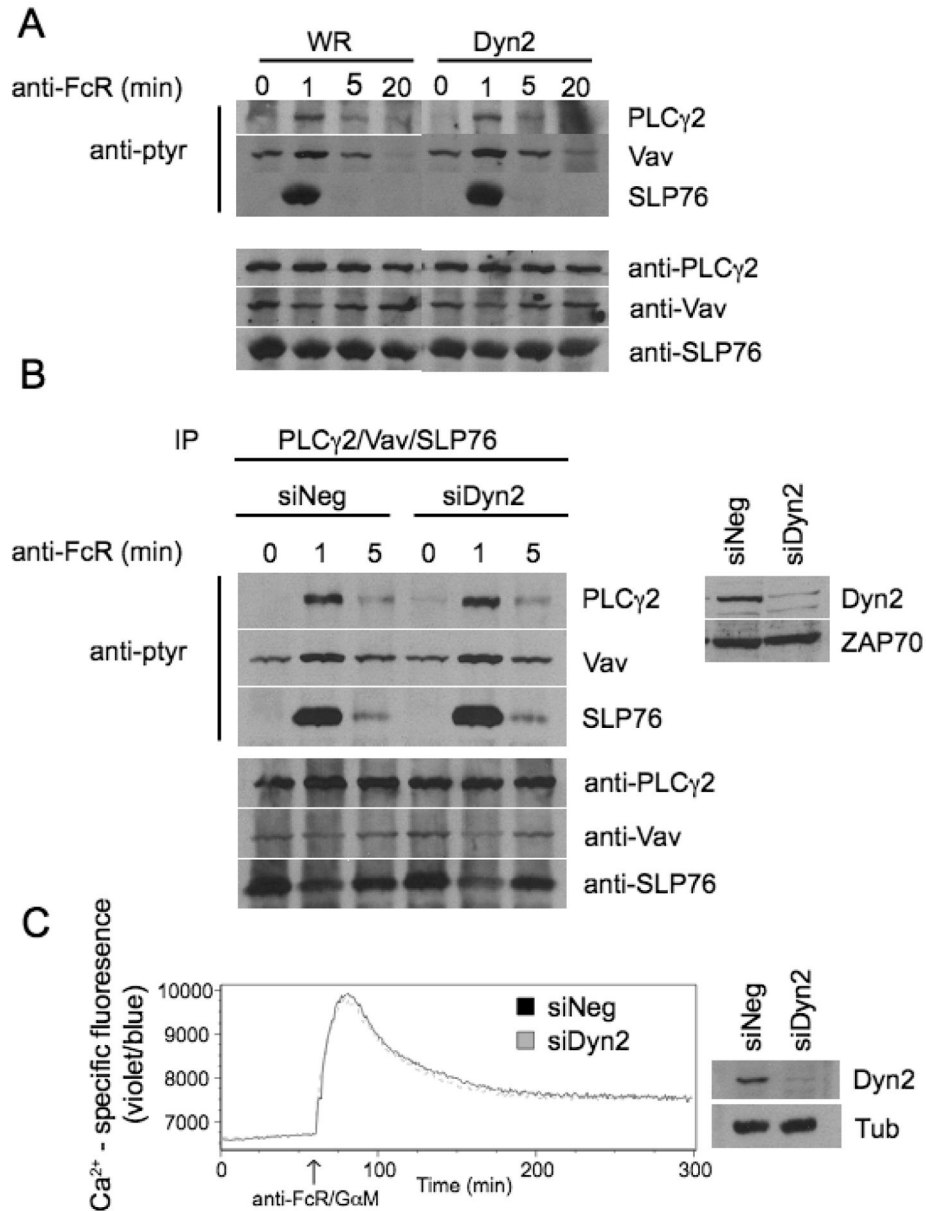 A
WR Dyn2
anti-FcR (min) 0 1 5 20 0 1 5 20
anti-ptyr
PLCγ2
Vav
SLP76
anti-PLCγ2
anti-Vav
anti-SLP76
B
IP PLCγ2/Vav/SLP76
siNeg siDyn2
anti-FcR (min) 0 1 5 0 1 5
anti-ptyr
PLCγ2
Vav
SLP76
anti-PLCγ2
anti-Vav
anti-SLP76
siNeg siDyn2
Dyn2
ZAP70
C
Ca²⁺ - specific fluoresence
(violet/blue)
10000
9000
8000
7000
siNeg
siDyn2
0 100 200 300
Time (min)
anti-FcR/GαM
siNeg siDyn2
Dyn2
Tub